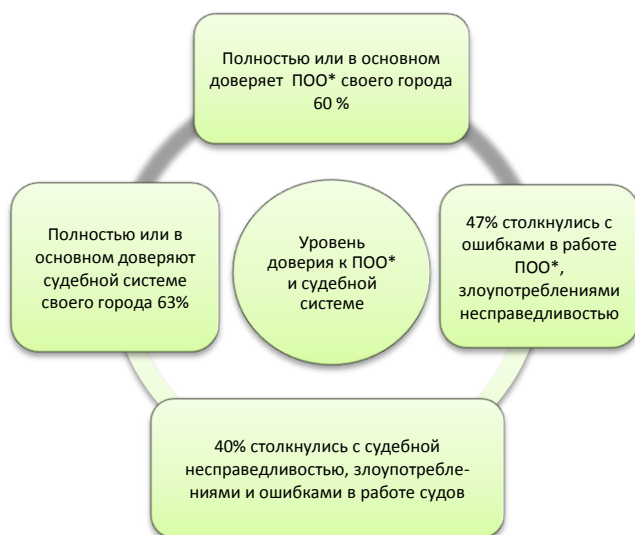 Полностью или в основном
доверяет ПОО* своего города
60 %
Полностью или в
основном доверяют
судебной системе
своего города 63%
Уровень
доверия к ПОО*
и судебной
системе
47% столкнулись с
ошибками в работе
ПОО*,
злоупотреблениями
несправедливостью
40% столкнулись с судебной
несправедливостью, злоупотребле-
ниями и ошибками в работе судов